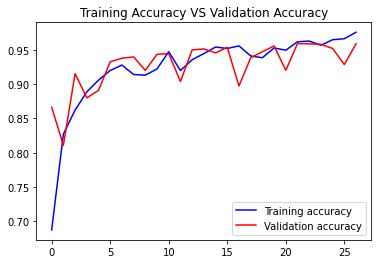 Training Accuracy VS Validation Accuracy
0.95
0.90
0.85
0.80
0.75
0.70
Training accuracy
Validation accuracy
0 5 10 15 20 25